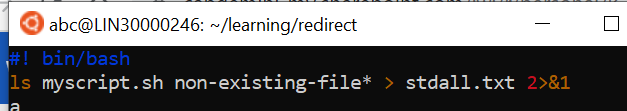 abc@LIN30000246: ~/learning/redirect
#! bin/bash
ls myscript.sh non-existing-file* > stdall.txt 2>&1
a